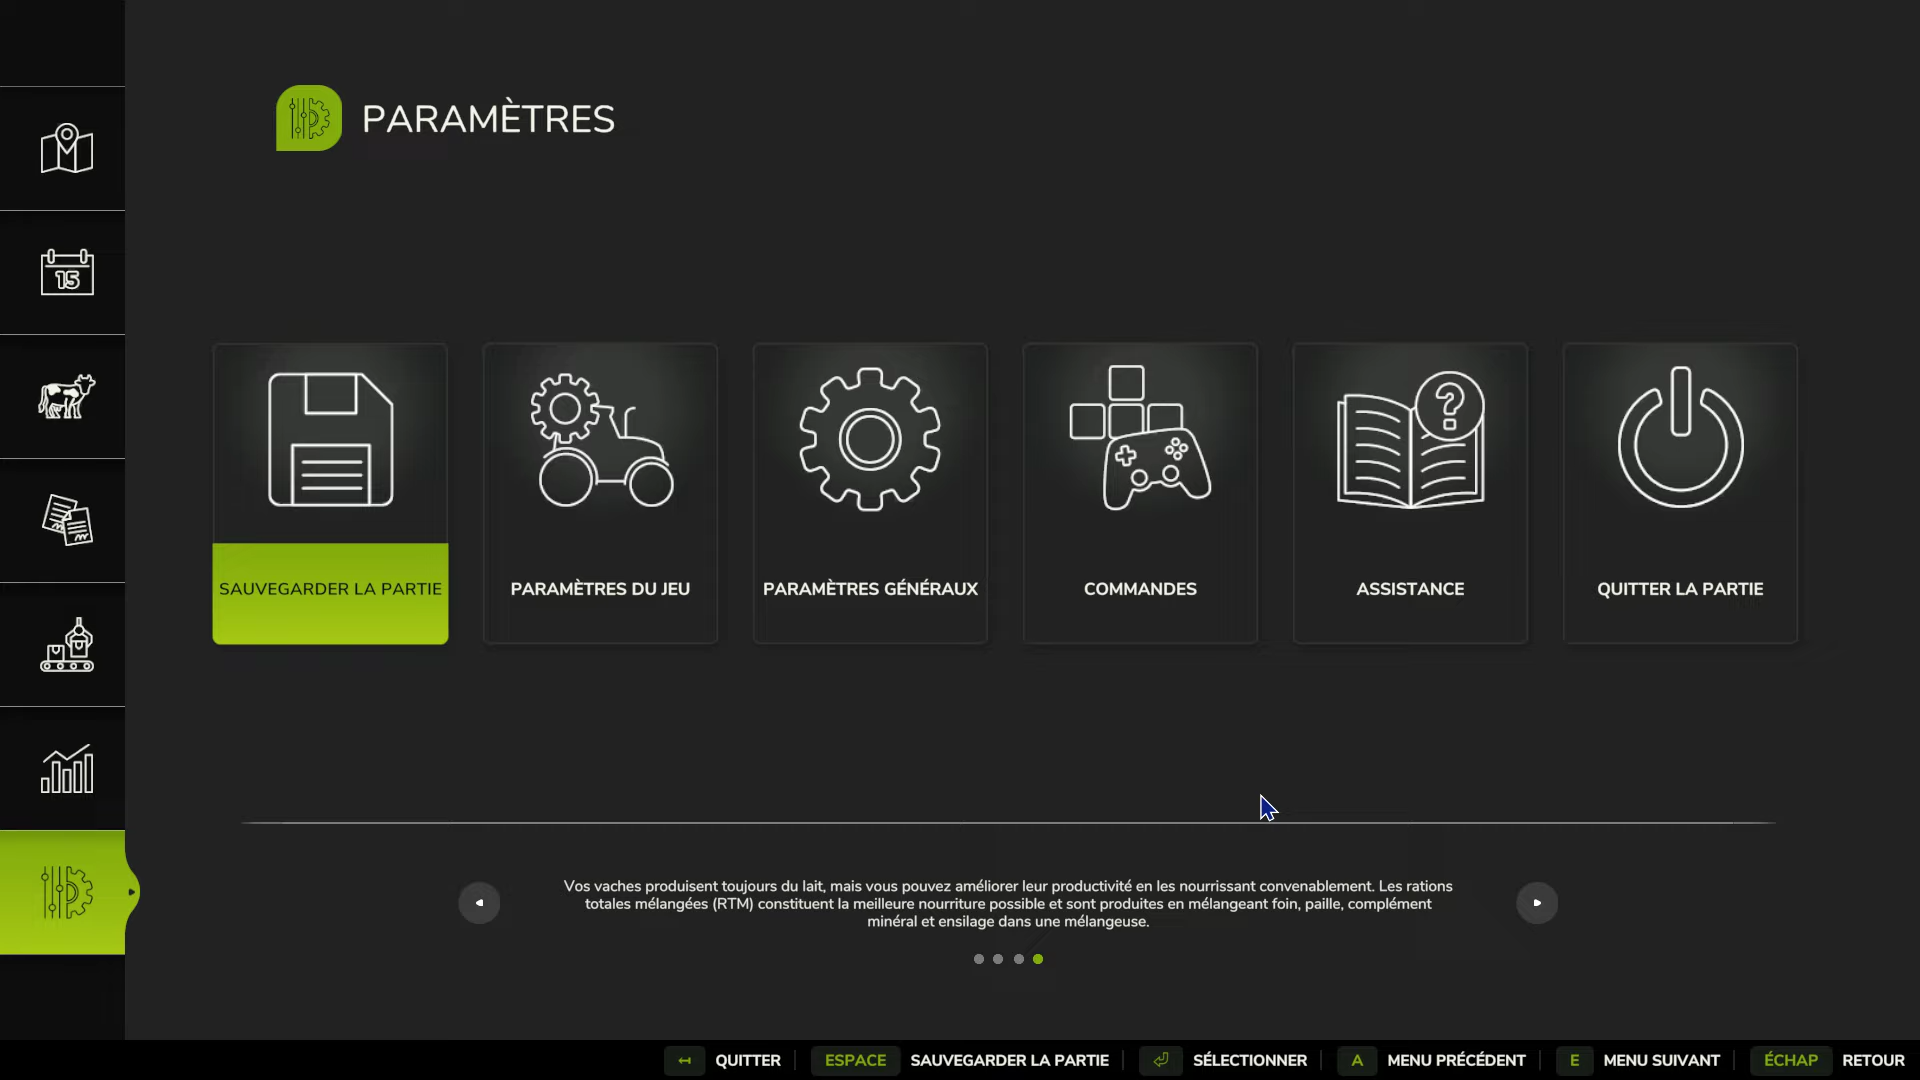 PARAMÈTRES
15
SAUVEGARDER LA PARTIE
PARAMÈTRES DU JEU
PARAMÈTRES GÉNÉRAUX
COMMANDES
ASSISTANCE
QUITTER LA PARTIE
Vos vaches produisent toujours du lait, mais vous pouvez améliorer leur productivité en les nourrissant convenablement. Les rations
totales mélangées (RTM) constituent la meilleure nourriture possible et sont produites en mélangeant foin, paille, complément
minéral et ensilage dans une mélangeuse.
QUITTER ESPACE SAUVEGARDER LA PARTIE SÉLECTIONNER A MENU PRÉCÉDENT E MENU SUIVANT ÉCHAP RETOUR